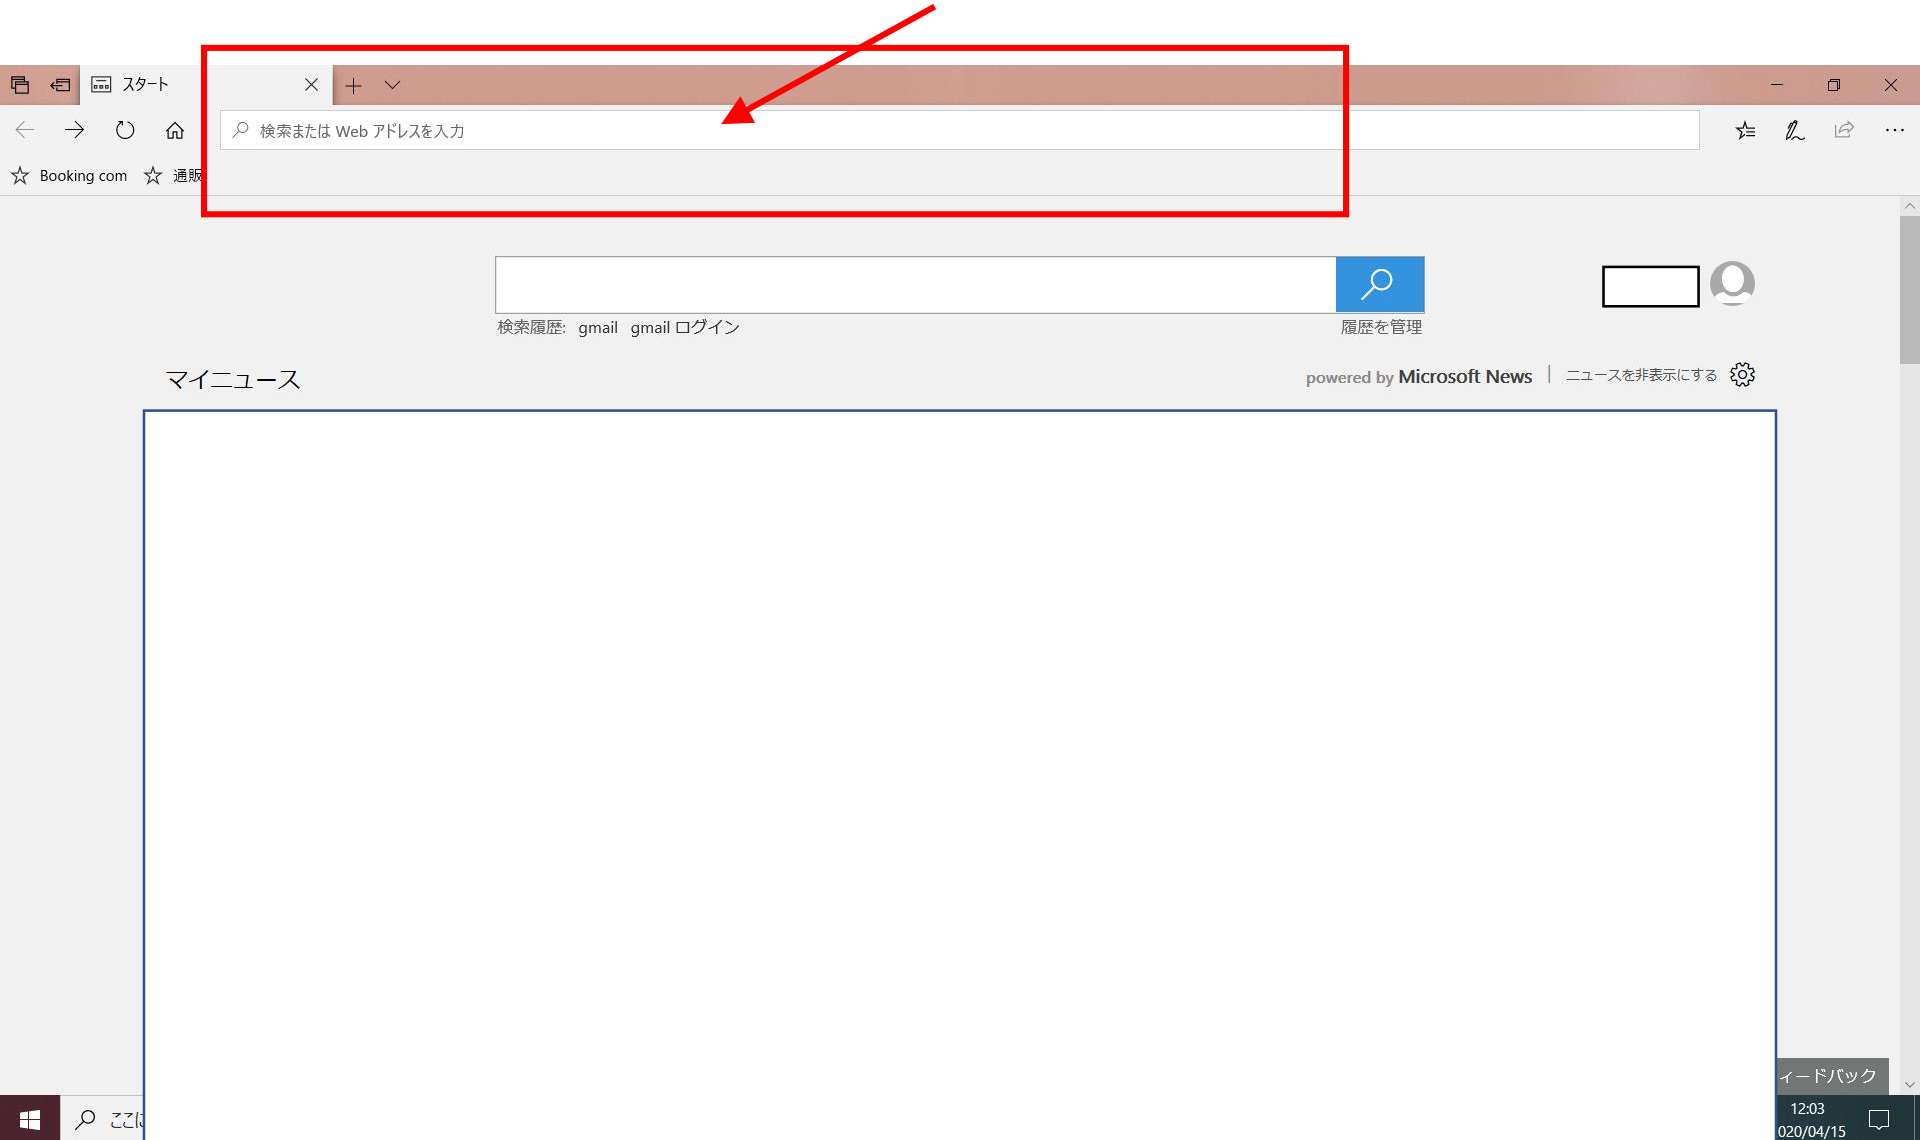 スタート
検索または Web アドレスを入力
Booking com 通販
検索履歴: gmail gmail ログイン 履歴を管理
マイニュース
powered by Microsoft News | ニュースを非表示にする
ィードバック
ここに
12:03
020/04/15